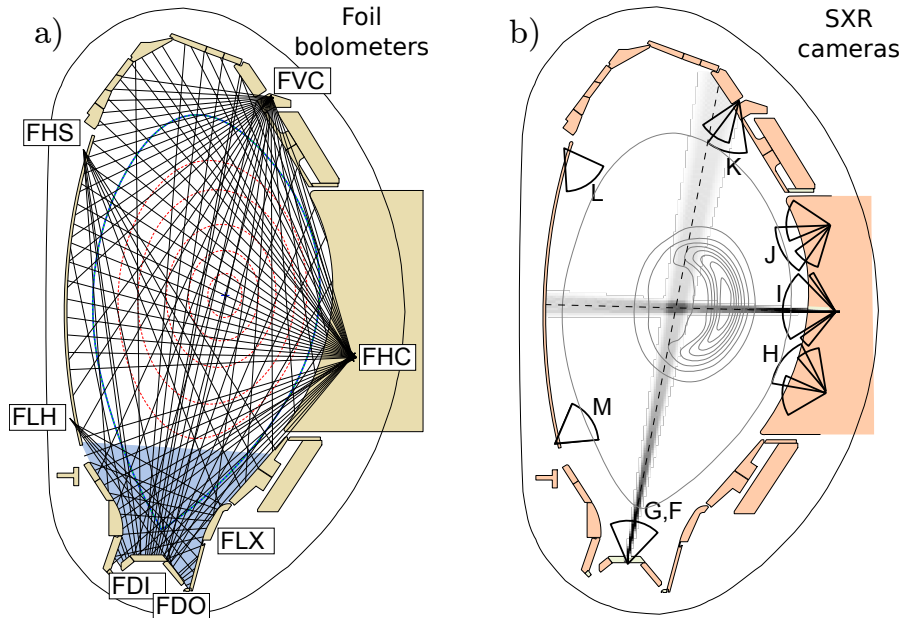 a)
Foil
bolometers
FVC
FHS
FHC
FLH
FLX
FDI
FDO
b)
SXR
cameras
K
L
J
I
H
M
G,F